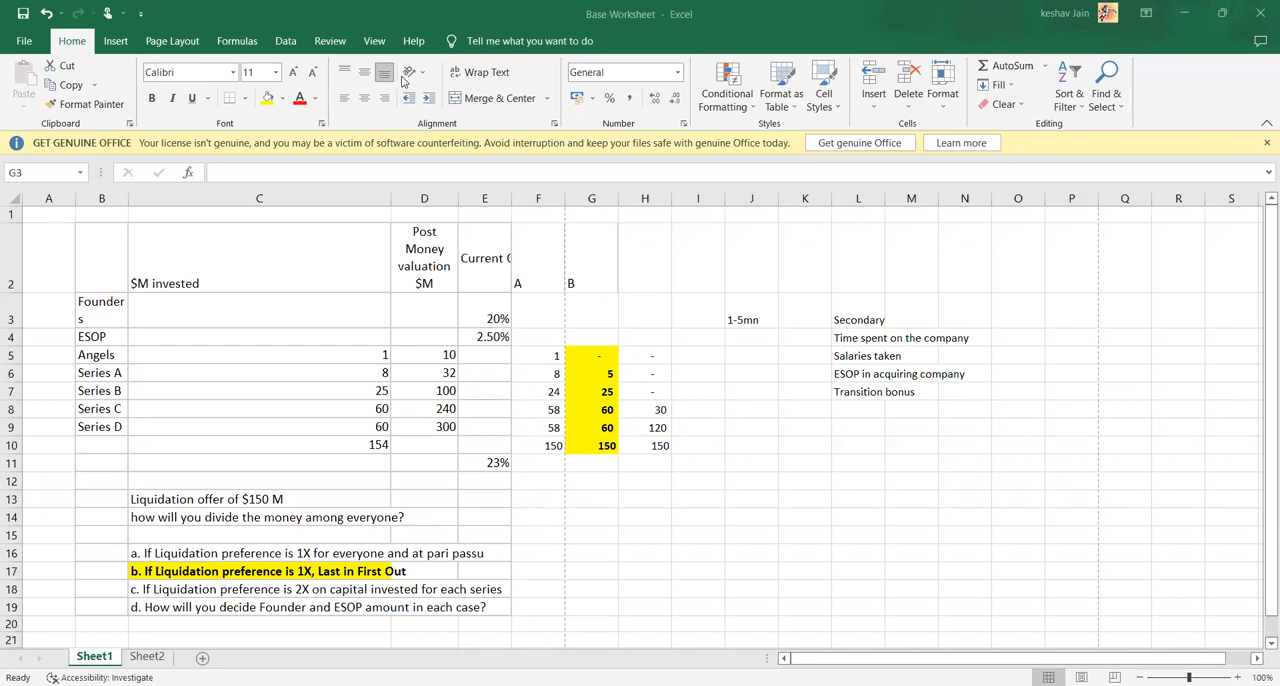 Base Worksheet - Excel
keshav Jain
File Home Insert Page Layout Formulas Data Review View Help Tell me what you want to do
Paste Cut Copy Format Painter Clipboard
Calibri 11 B I U A Font
Wrap Text Merge & Center Alignment
General % Number
Conditional Formatting Format as Table Cell Styles Styles
Insert Delete Format Cells
AutoSum Fill Clear Sort & Filter Find & Select Editing
GET GENUINE OFFICE Your license isn't genuine, and you may be a victim of software counterfeiting. Avoid interruption and keep your files safe with genuine Office today. Get genuine Office Learn more
G3 fx
A B C D E F G H I J K L M N O P Q R S
1
2 $M invested Post Money valuation $M Current A B
3 Founders 20% 1-5mn Secondary
4 ESOP 2.50% Time spent on the company
5 Angels 1 10 1 - - Salaries taken
6 Series A 8 32 8 5 - ESOP in acquiring company
7 Series B 25 100 24 25 - Transition bonus
8 Series C 60 240 58 60 30
9 Series D 60 300 58 60 120
10 154 150 150 150
11 23%
12
13 Liquidation offer of $150 M
14 how will you divide the money among everyone?
15
16 a. If Liquidation preference is 1X for everyone and at pari passu
17 b. If Liquidation preference is 1X, Last in First Out
18 c. If Liquidation preference is 2X on capital invested for each series
19 d. How will you decide Founder and ESOP amount in each case?
20
21
Sheet1 Sheet2
Ready Accessibility: Investigate 100%